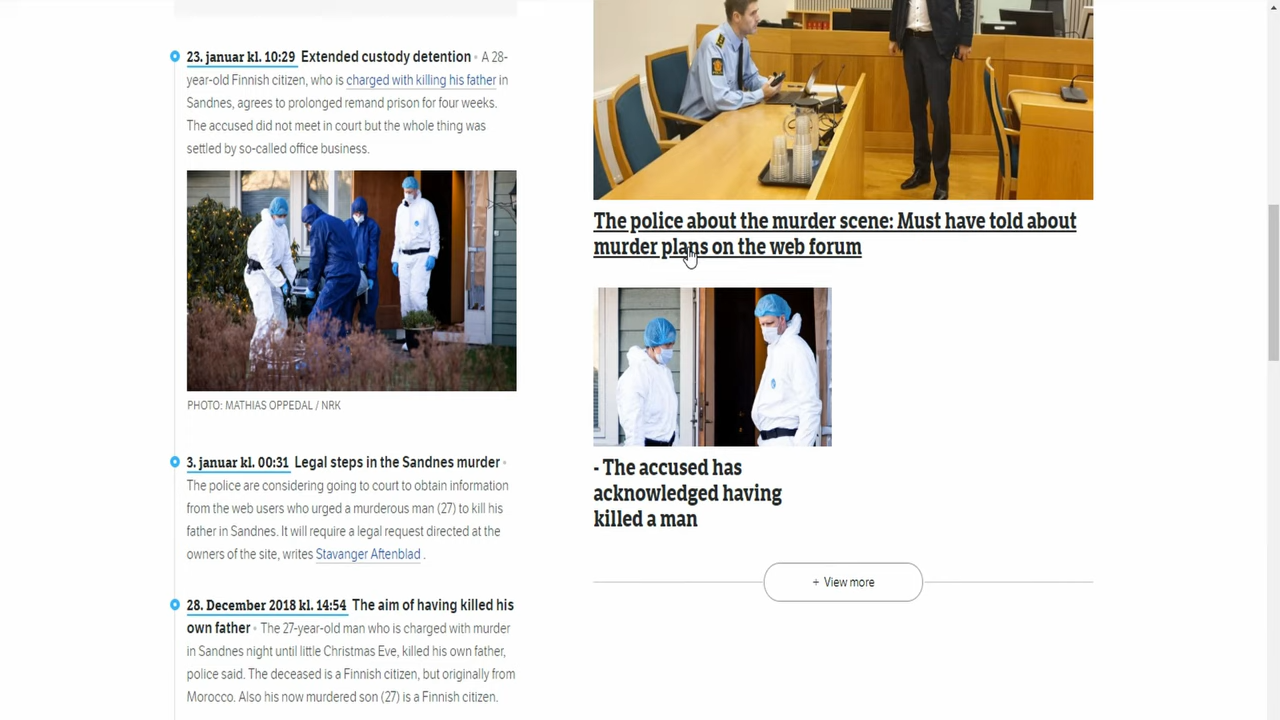 23. januar kl. 10:29 Extended custody detention • A 28-
year-old Finnish citizen, who is charged with killing his father in
Sandnes, agrees to prolonged remand prison for four weeks.
The accused did not meet in court but the whole thing was
settled by so-called office business.
PHOTO: MATHIAS OPPEDAL / NRK
3. januar kl. 00:31 Legal steps in the Sandnes murder •
The police are considering going to court to obtain information
from the web users who urged a murderous man (27) to kill his
father in Sandnes. It will require a legal request directed at the
owners of the site, writes Stavanger Aftenblad .
28. December 2018 kl. 14:54 The aim of having killed his
own father • The 27-year-old man who is charged with murder
in Sandnes night until little Christmas Eve, killed his own father,
police said. The deceased is a Finnish citizen, but originally from
Morocco. Also his now murdered son (27) is a Finnish citizen.
The police about the murder scene: Must have told about
murder plans on the web forum
- The accused has
acknowledged having
killed a man
+ View more